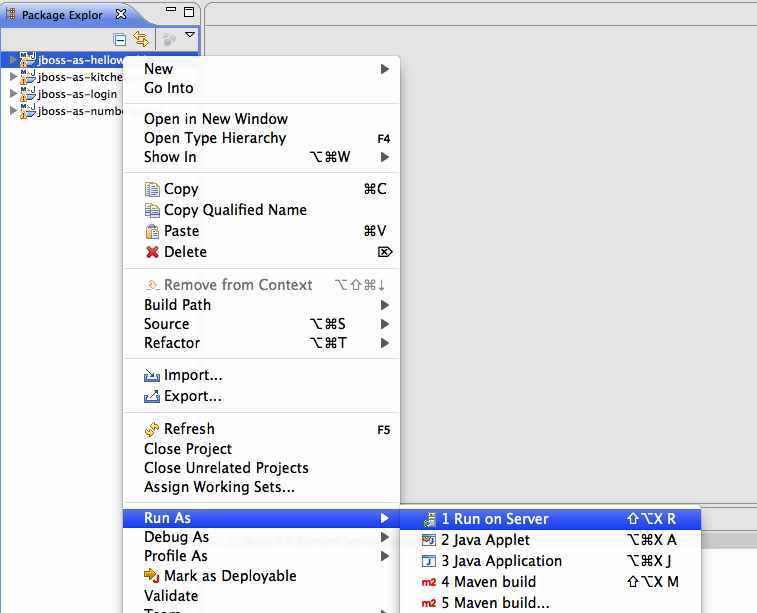 Package Explor
jboss-as-hellow
jboss-as-kitche
jboss-as-login
jboss-as-numbe
New
Go Into
Open in New Window
Open Type Hierarchy F4
Show In ⌥⌘W
Copy ⌘C
Copy Qualified Name
Paste ⌘V
Delete ⌦
Remove from Context ⌥⇧⌘↓
Build Path
Source ⌥⌘S
Refactor ⌥⌘T
Import...
Export...
Refresh F5
Close Project
Close Unrelated Projects
Assign Working Sets...
Run As
Debug As
Profile As
Mark as Deployable
Validate
Team
1 Run on Server ⇧⌥X R
2 Java Applet ⌥⌘X A
3 Java Application ⌥⌘X J
m2 4 Maven build ⇧⌥X M
m2 5 Maven build...